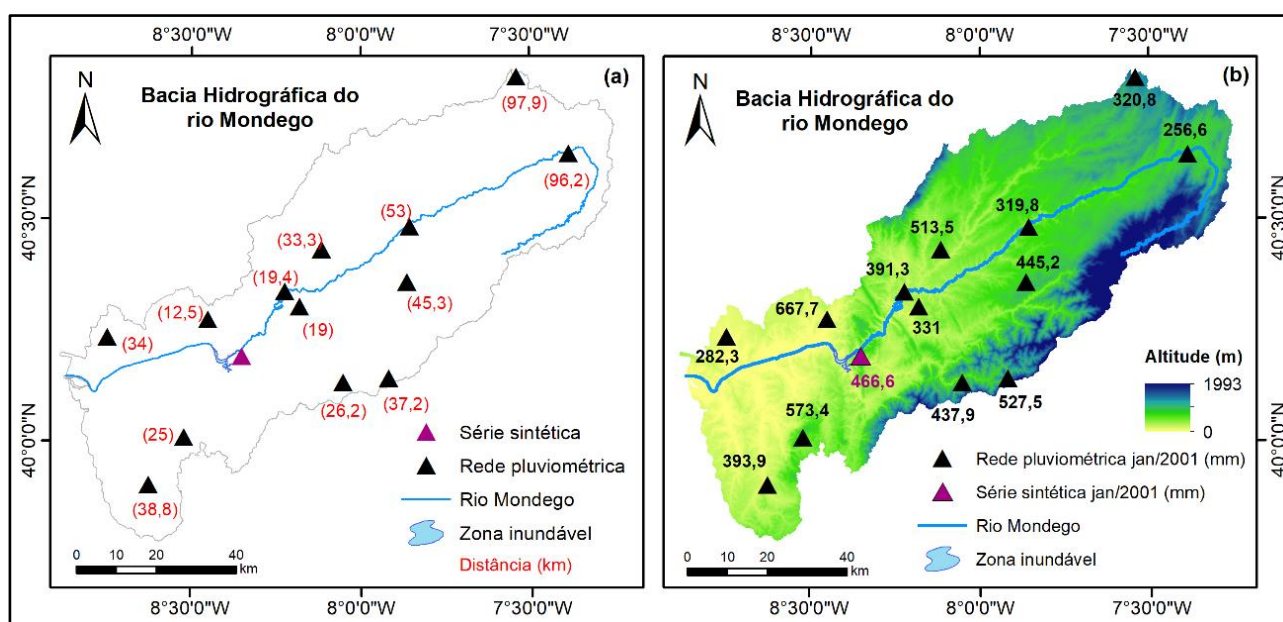 8°30'0"W 8°0'0"W 7°30'0"W
(a)
N
Bacia Hidrográfica do
rio Mondego
(97,9)
(96,2)
(53)
40°30'0"N
(33,3)
(19,4)
(45,3)
(12,5)
(19)
(34)
(26,2)
(37,2)
40°0'0"N
(25)
(38,8)
Série sintética
Rede pluviométrica
Rio Mondego
Zona inundável
Distância (km)
0 10 20 40
km
8°30'0"W 8°0'0"W 7°30'0"W
8°30'0"W 8°0'0"W 7°30'0"W
(b)
N
Bacia Hidrográfica do
rio Mondego
320,8
256,6
319,8
40°30'0"N
513,5
445,2
391,3
667,7
331
282,3
466,6
Altitude (m)
1993
0
437,9
527,5
573,4
40°0'0"N
393,9
Rede pluviométrica jan/2001 (mm)
Série sintética jan/2001 (mm)
Rio Mondego
Zona inundável
0 10 20 40
km
8°30'0"W 8°0'0"W 7°30'0"W